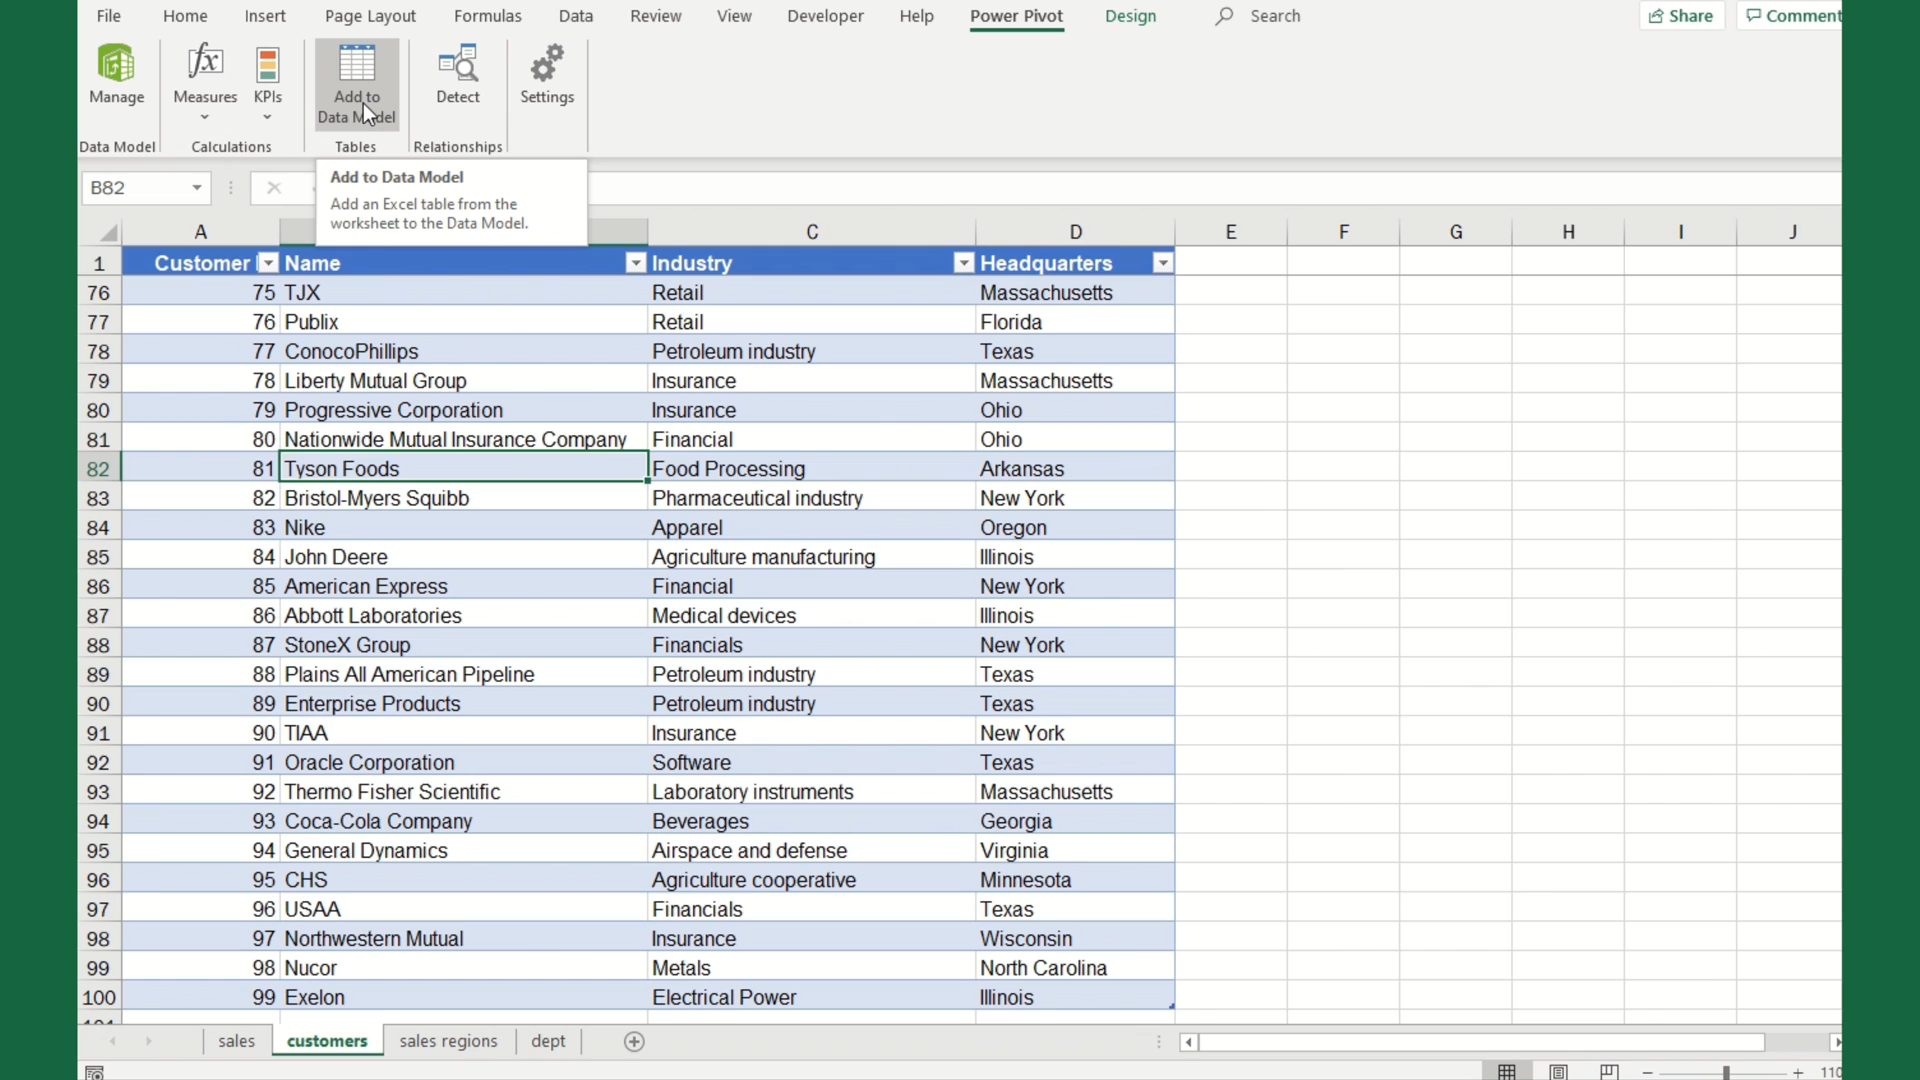 File Home Insert Page Layout Formulas Data Review View Developer Help Power Pivot Design Search Share Comment
Manage Measures KPIs Add to Data Model Detect Settings
Data Model Calculations Tables Relationships
B82
Add to Data Model
Add an Excel table from the
worksheet to the Data Model.
A C D E F G H I J
1 Customer Name Industry Headquarters
76 75 TJX Retail Massachusetts
77 76 Publix Retail Florida
78 77 ConocoPhillips Petroleum industry Texas
79 78 Liberty Mutual Group Insurance Massachusetts
80 79 Progressive Corporation Insurance Ohio
81 80 Nationwide Mutual Insurance Company Financial Ohio
82 81 Tyson Foods Food Processing Arkansas
83 82 Bristol-Myers Squibb Pharmaceutical industry New York
84 83 Nike Apparel Oregon
85 84 John Deere Agriculture manufacturing Illinois
86 85 American Express Financial New York
87 86 Abbott Laboratories Medical devices Illinois
88 87 StoneX Group Financials New York
89 88 Plains All American Pipeline Petroleum industry Texas
90 89 Enterprise Products Petroleum industry Texas
91 90 TIAA Insurance New York
92 91 Oracle Corporation Software Texas
93 92 Thermo Fisher Scientific Laboratory instruments Massachusetts
94 93 Coca-Cola Company Beverages Georgia
95 94 General Dynamics Airspace and defense Virginia
96 95 CHS Agriculture cooperative Minnesota
97 96 USAA Financials Texas
98 97 Northwestern Mutual Insurance Wisconsin
99 98 Nucor Metals North Carolina
100 99 Exelon Electrical Power Illinois
sales customers sales regions dept
110